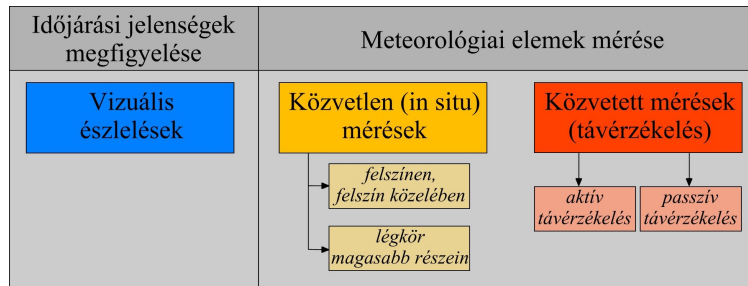 Időjárási jelenségek
megfigyelése
Meteorológiai elemek mérése
Vizuális
észlelések
Közvetlen (in situ)
mérések
felszínen,
felszín közelében
légkör
magasabb részein
Közvetett mérések
(távérzékelés)
aktív
távérzékelés
passzív
távérzékelés